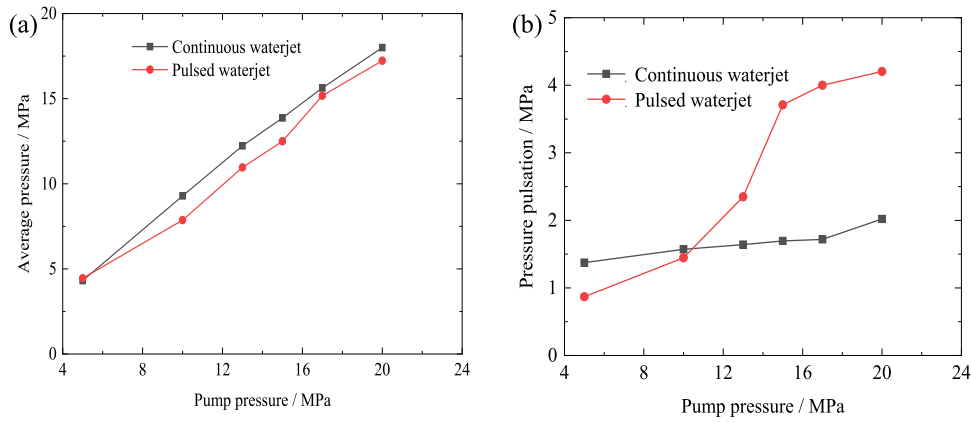 (a)
20
15
10
5
0
Average pressure / MPa
Continuous waterjet
Pulsed waterjet
4 8 12 16 20 24
Pump pressure / MPa
(b)
5
4
3
2
1
0
Pressure pulsation / MPa
Continuous waterjet
Pulsed waterjet
4 8 12 16 20 24
Pump pressure / MPa